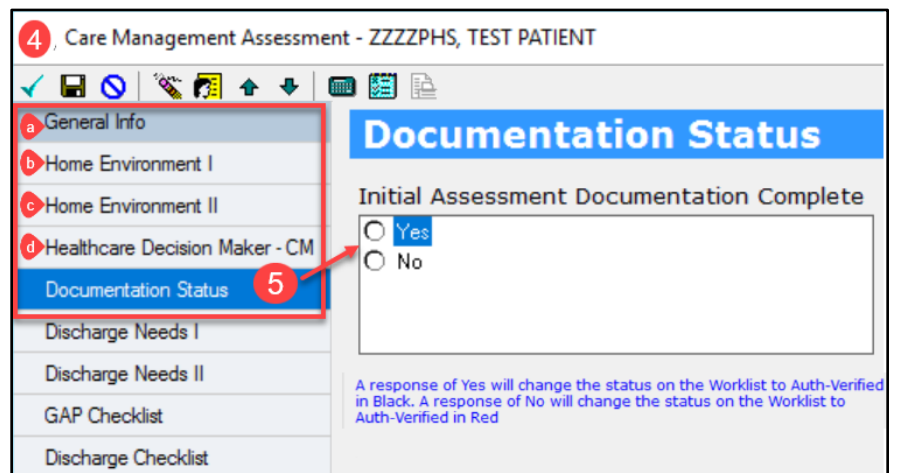 4 , Care Management Assessment - ZZZZPHS, TEST PATIENT
a General Info
b Home Environment I
c Home Environment II
d Healthcare Decision Maker - CM
Documentation Status
5
Discharge Needs I
Discharge Needs II
GAP Checklist
Discharge Checklist
Documentation Status
Initial Assessment Documentation Complete
Yes
No
A response of Yes will change the status on the Worklist to Auth-Verified
in Black. A response of No will change the status on the Worklist to
Auth-Verified in Red